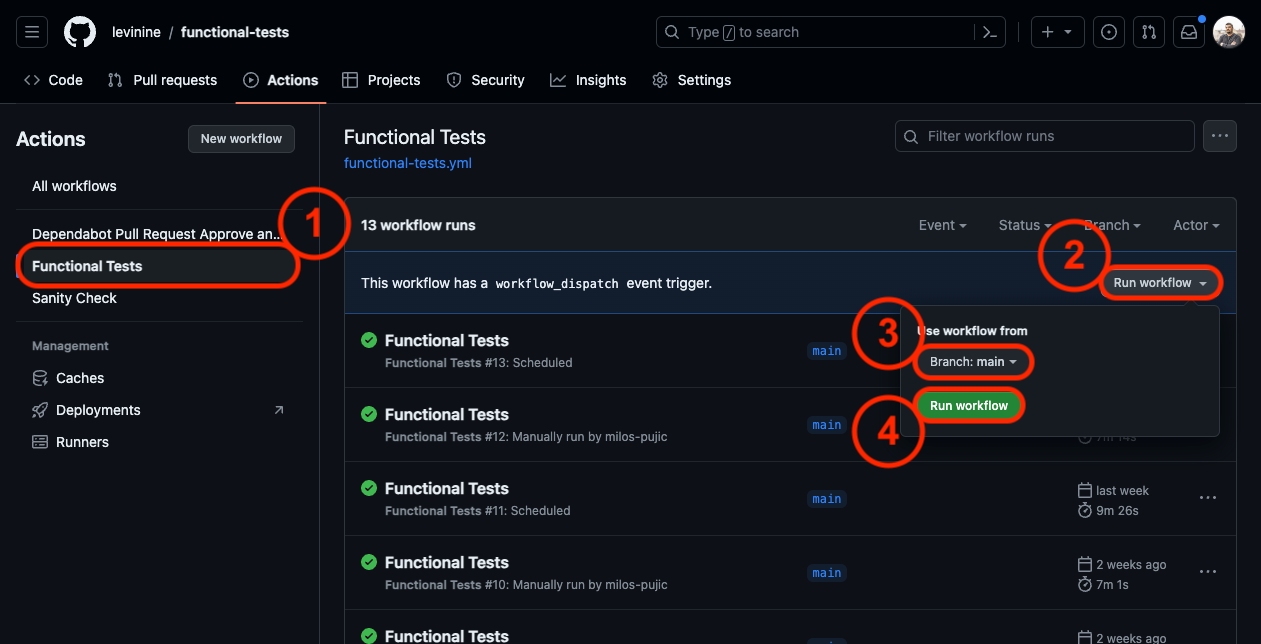 levinine / functional-tests
Type / to search
Code Pull requests Actions Projects Security Insights Settings
Actions
New workflow
All workflows
Dependabot Pull Request Approve an...
Functional Tests
Sanity Check
Management
Caches
Deployments
Runners
Functional Tests
functional-tests.yml
Filter workflow runs
13 workflow runs
Event Status Branch Actor
This workflow has a workflow_dispatch event trigger.
Run workflow
1
2
3
4
Use workflow from
Branch: main
Run workflow
Functional Tests
Functional Tests #13: Scheduled
main
Functional Tests
Functional Tests #12: Manually run by milos-pujic
main
7m 14s
Functional Tests
Functional Tests #11: Scheduled
main
last week
9m 26s
Functional Tests
Functional Tests #10: Manually run by milos-pujic
main
2 weeks ago
7m 1s
Functional Tests
2 weeks ago